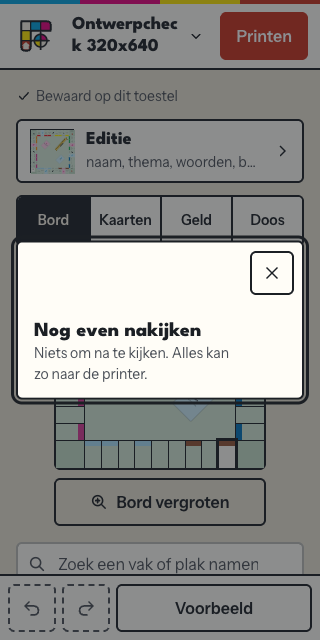 Ontwerpchec
k 320x640
Printen
Bewaard op dit toestel
Editie
naam, thema, woorden, b...
Bord
Kaarten
Geld
Doos
Nog even nakijken
Niets om na te kijken. Alles kan
zo naar de printer.
Bord vergroten
Zoek een vak of plak namen
Voorbeeld